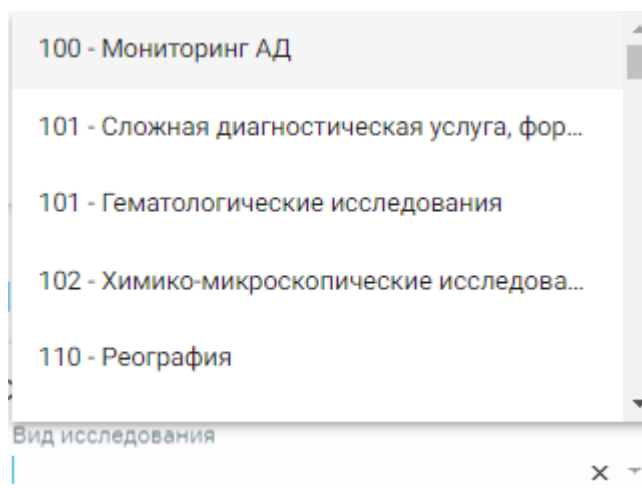 100 - Мониторинг АД
101 - Сложная диагностическая услуга, фор...
101 - Гематологические исследования
102 - Химико-микроскопические исследова...
110 - Реография
Вид исследования